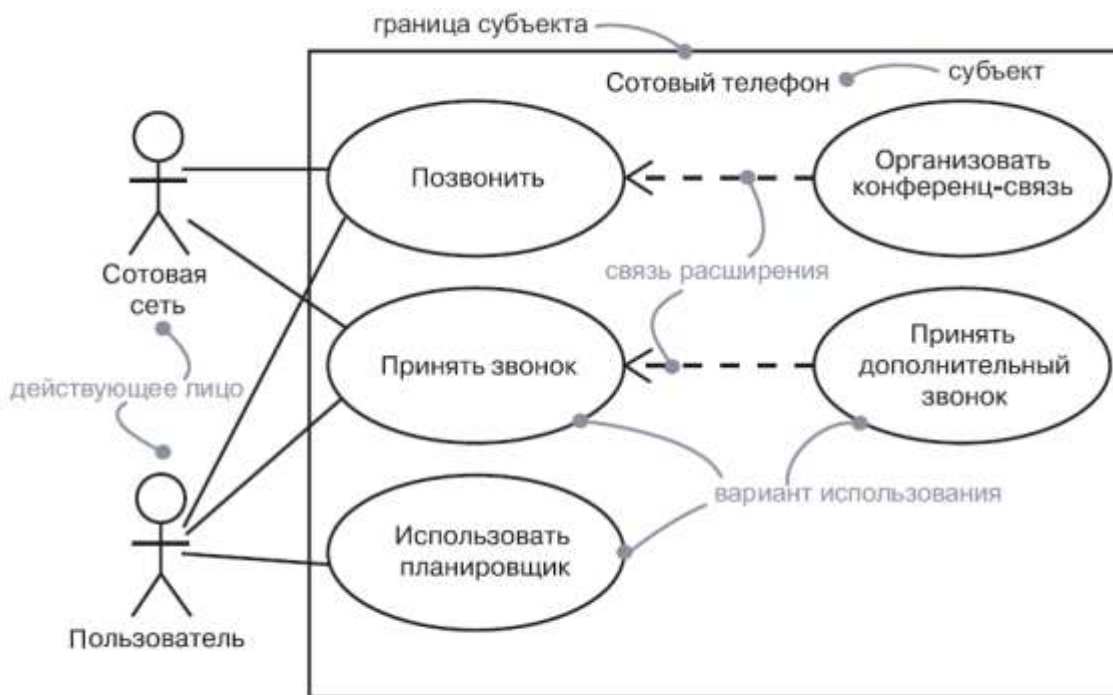 граница субъекта
Сотовый телефон
субъект
Позвонить
Организовать
конференц-связь
Сотовая
сеть
связь расширения
Принять звонок
Принять
дополнительный
звонок
действующее лицо
вариант использования
Использовать
планировщик
Пользователь